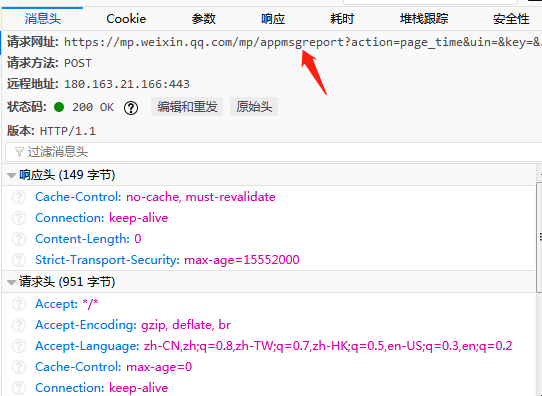 消息头 Cookie 参数 响应 耗时 堆栈跟踪 安全性
请求网址: https://mp.weixin.qq.com/mp/appmsgreport?action=page_time&uin=&key=&
请求方法: POST
远程地址: 180.163.21.166:443
状态码: 200 OK ? 编辑和重发 原始头
版本: HTTP/1.1
过滤消息头
响应头 (149 字节)
? Cache-Control: no-cache, must-revalidate
? Connection: keep-alive
? Content-Length: 0
? Strict-Transport-Security: max-age=15552000
请求头 (951 字节)
? Accept: */*
? Accept-Encoding: gzip, deflate, br
? Accept-Language: zh-CN,zh;q=0.8,zh-TW;q=0.7,zh-HK;q=0.5,en-US;q=0.3,en;q=0.2
? Cache-Control: max-age=0
? Connection: keep-alive